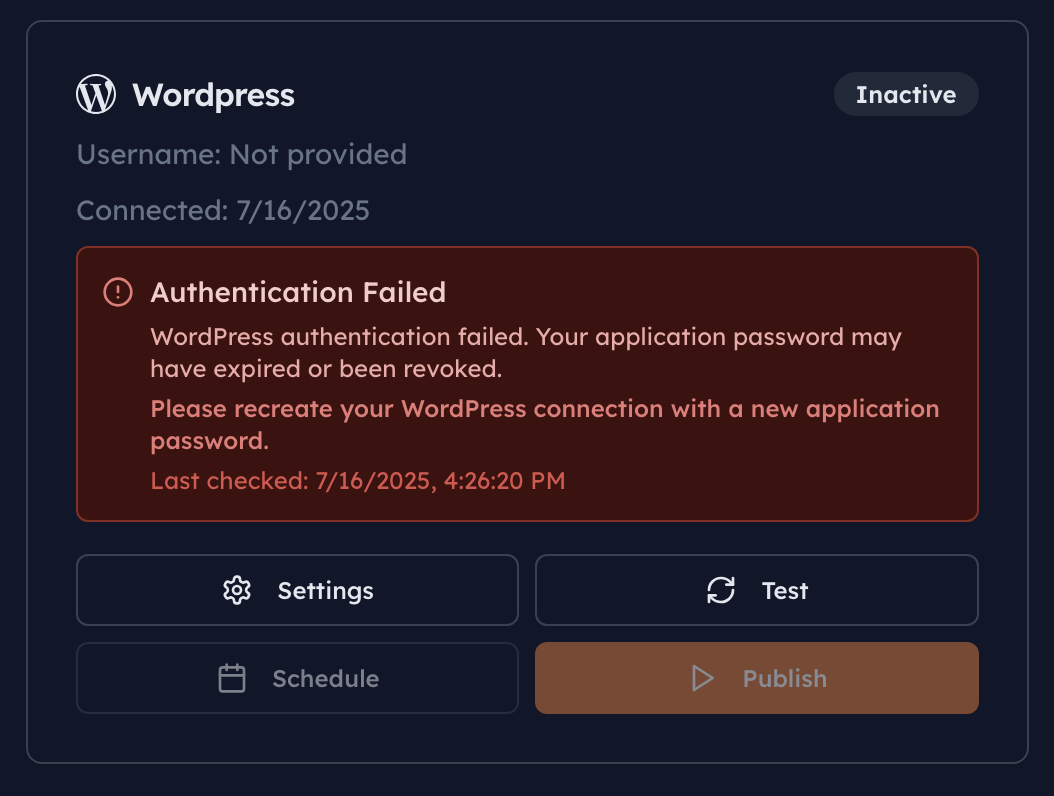 Wordpress
Inactive
Username: Not provided
Connected: 7/16/2025
Authentication Failed
WordPress authentication failed. Your application password may
have expired or been revoked.
Please recreate your WordPress connection with a new application
password.
Last checked: 7/16/2025, 4:26:20 PM
Settings
Test
Schedule
Publish